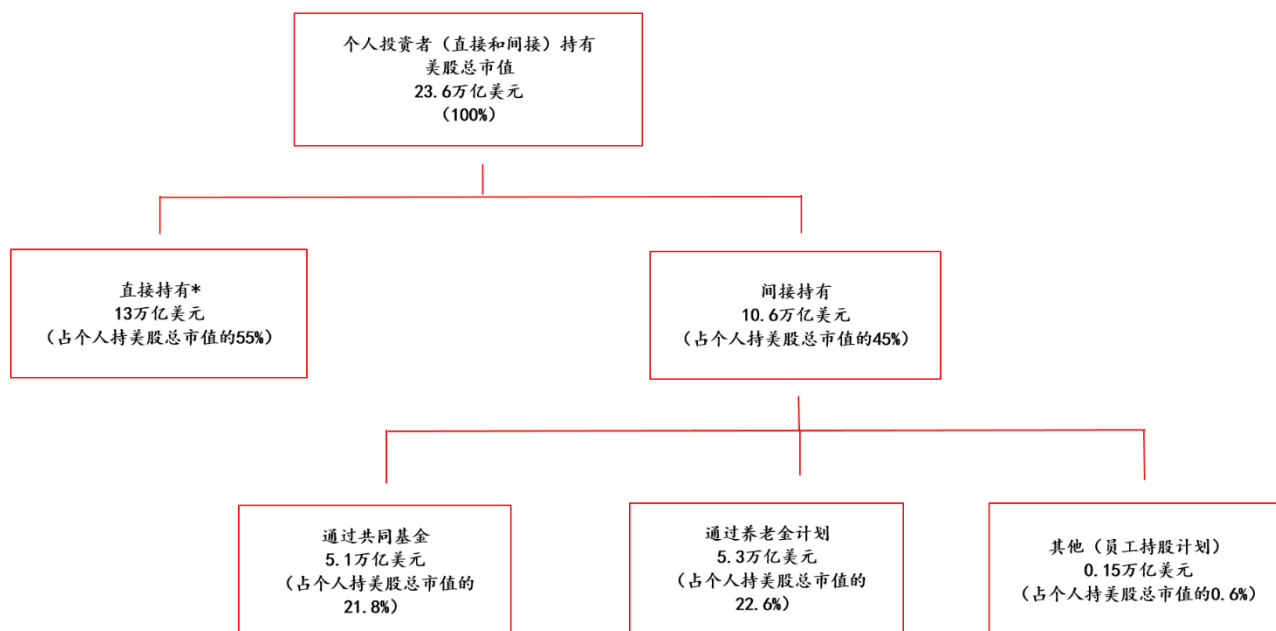 个人投资者（直接和间接）持有
美股总市值
23.6万亿美元
（100%）
直接持有*
13万亿美元
（占个人持美股总市值的55%）
间接持有
10.6万亿美元
（占个人持美股总市值的45%）
通过共同基金
5.1万亿美元
（占个人持美股总市值的
21.8%）
通过养老金计划
5.3万亿美元
（占个人持美股总市值的
22.6%）
其他（员工持股计划）
0.15万亿美元
（占个人持美股总市值的0.6%）